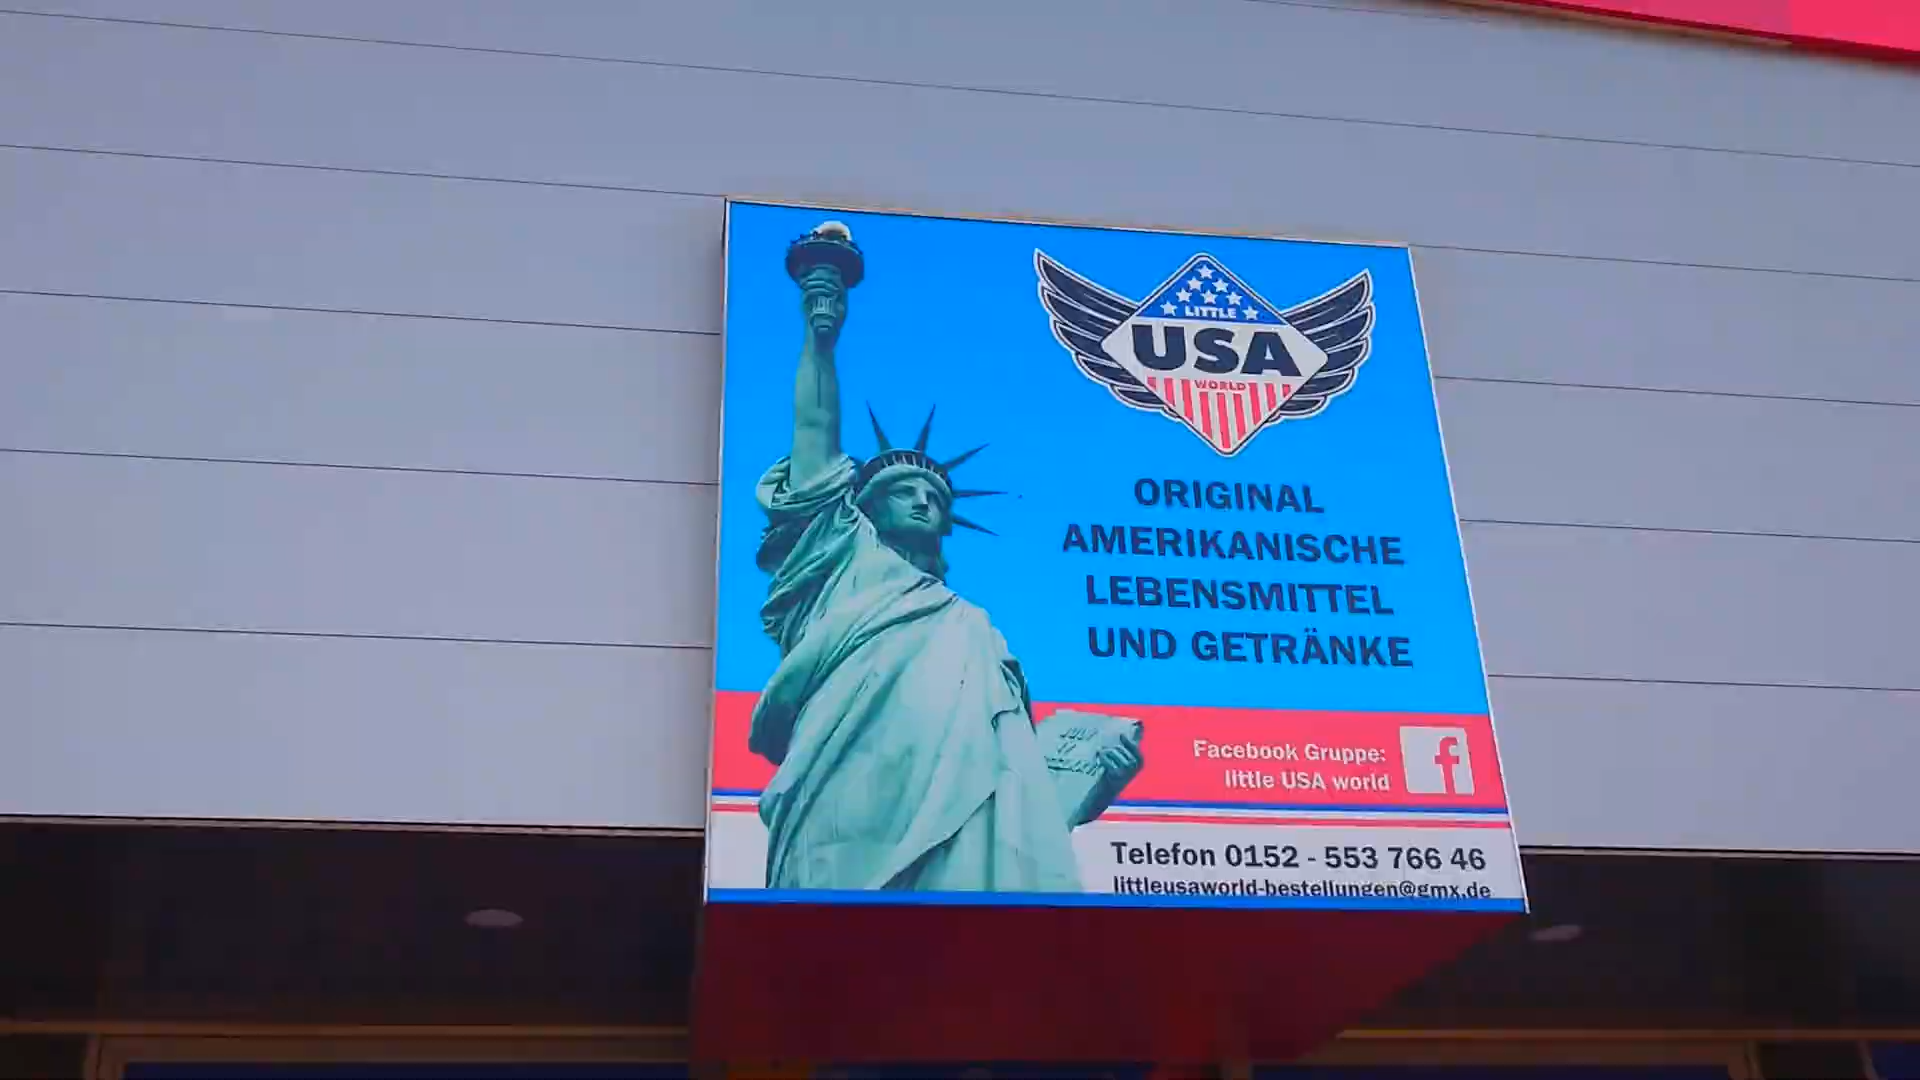 LITTLE
USA
WORLD
ORIGINAL
AMERIKANISCHE
LEBENSMITTEL
UND GETRÄNKE
Facebook Gruppe:
little USA world
f
Telefon 0152 - 553 766 46
littleusaworld-bestellungen@gmx.de